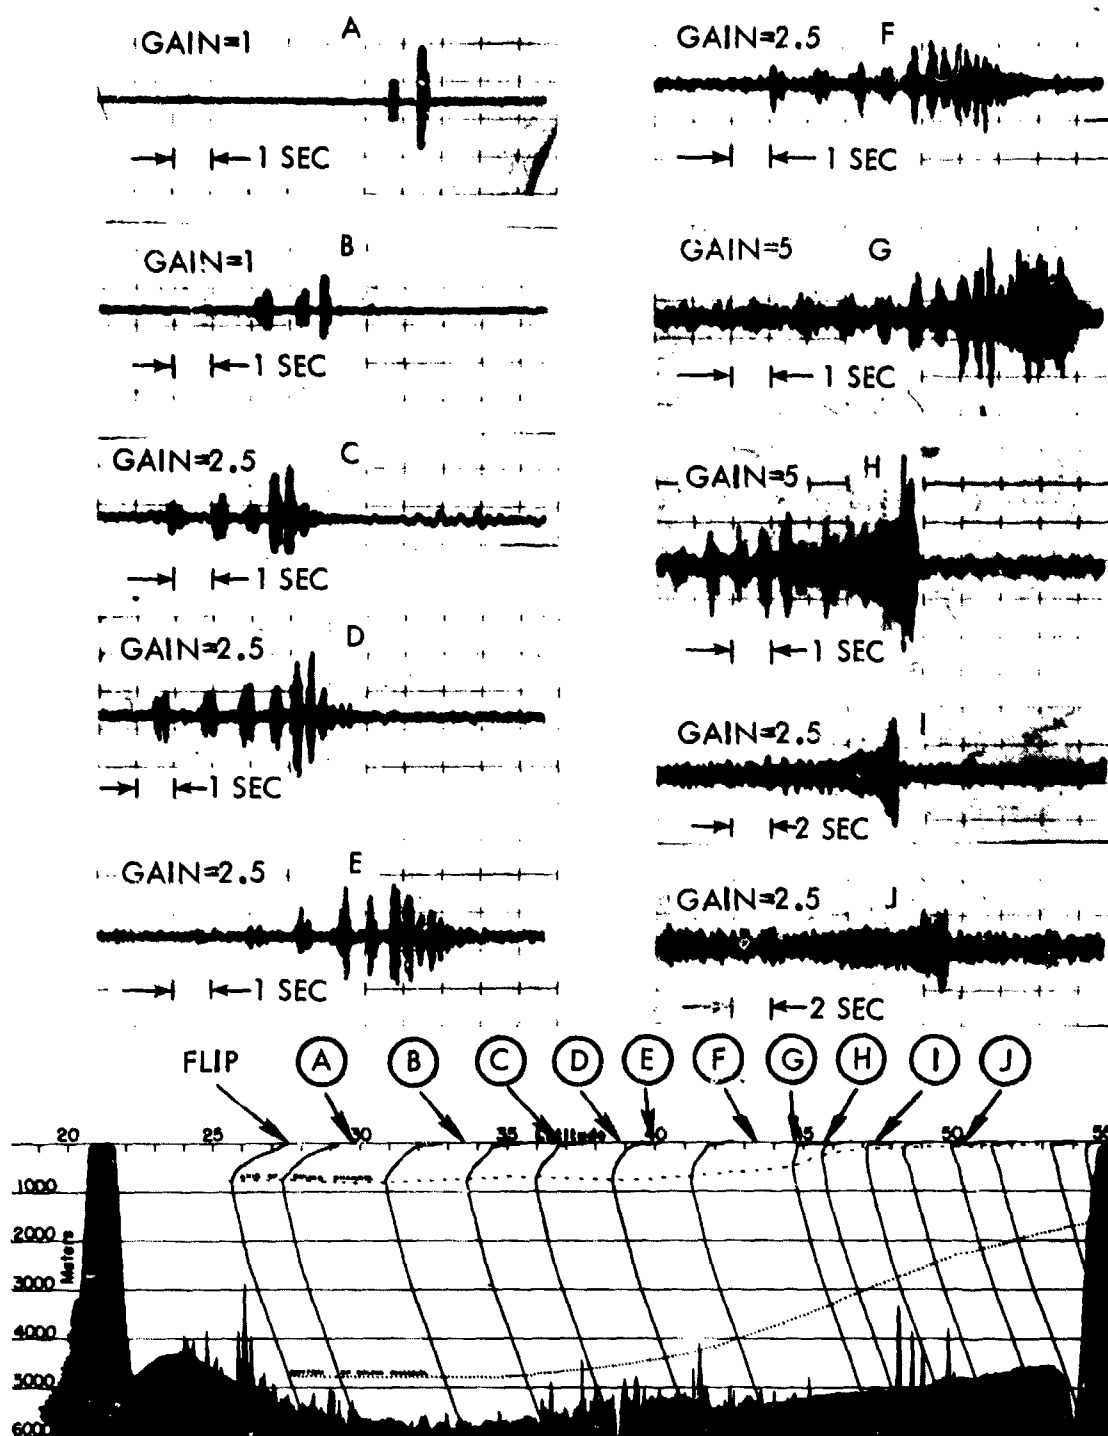 GAIN=1 A
1 SEC
GAIN=1 B
1 SEC
GAIN=2.5 C
1 SEC
GAIN=2.5 D
1 SEC
GAIN=2.5 E
1 SEC
GAIN=2.5 F
1 SEC
GAIN=5 G
1 SEC
GAIN=5 H
1 SEC
GAIN=2.5 I
2 SEC
GAIN=2.5 J
2 SEC
FLIP A B C D E F G H I J
20 25 30 35 Latitude 40 45 50 55
1000
2000
3000
4000
5000
6000
Meters